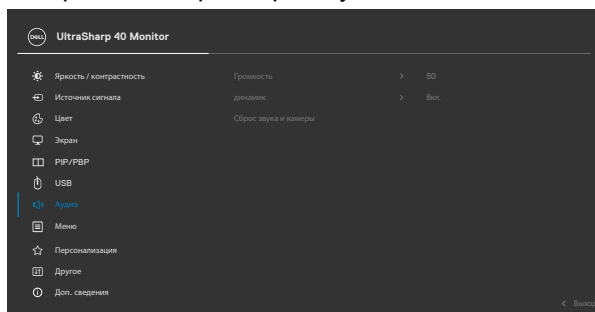 DELL UltraSharp 40 Monitor
Яркость / контрастность
Громкость > 50
Источник сигнала
динамик > Вкл.
Цвет
Сброс звука и камеры
Экран
PIP/PBP
USB
Аудио
Меню
Персонализация
Другое
Доп. сведения
< Выход